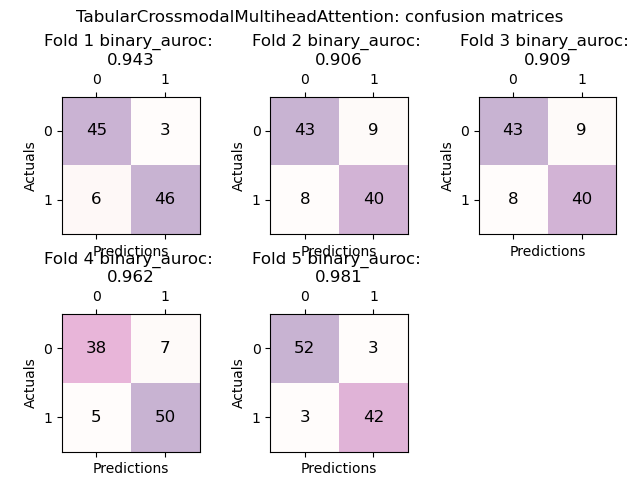 TabularCrossmodalMultiheadAttention: confusion matrices
Fold 1 binary_auroc:
0.943
0 1
0 45 3
1 6 46
Actuals
Predictions
Fold 2 binary_auroc:
0.906
0 1
0 43 9
1 8 40
Actuals
Predictions
Fold 3 binary_auroc:
0.909
0 1
0 43 9
1 8 40
Actuals
Predictions
Fold 4 binary_auroc:
0.962
0 1
0 38 7
1 5 50
Actuals
Predictions
Fold 5 binary_auroc:
0.981
0 1
0 52 3
1 3 42
Actuals
Predictions